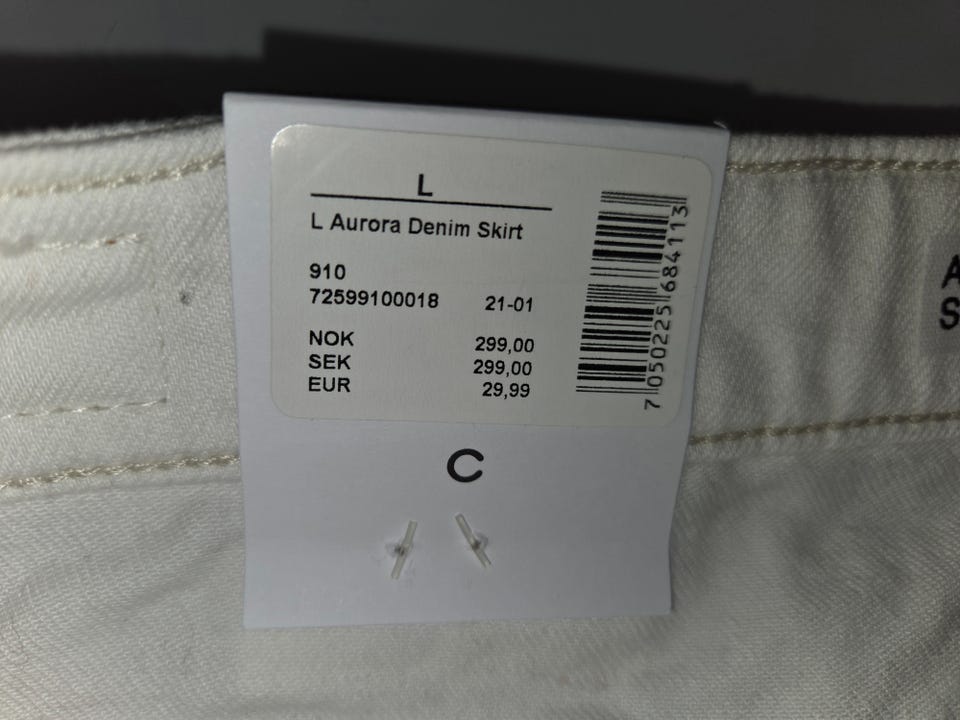 L
L Aurora Denim Skirt
910
72599100018 21-01
NOK 299,00
SEK 299,00
EUR 29,99
7 050225 684113
C
A
S